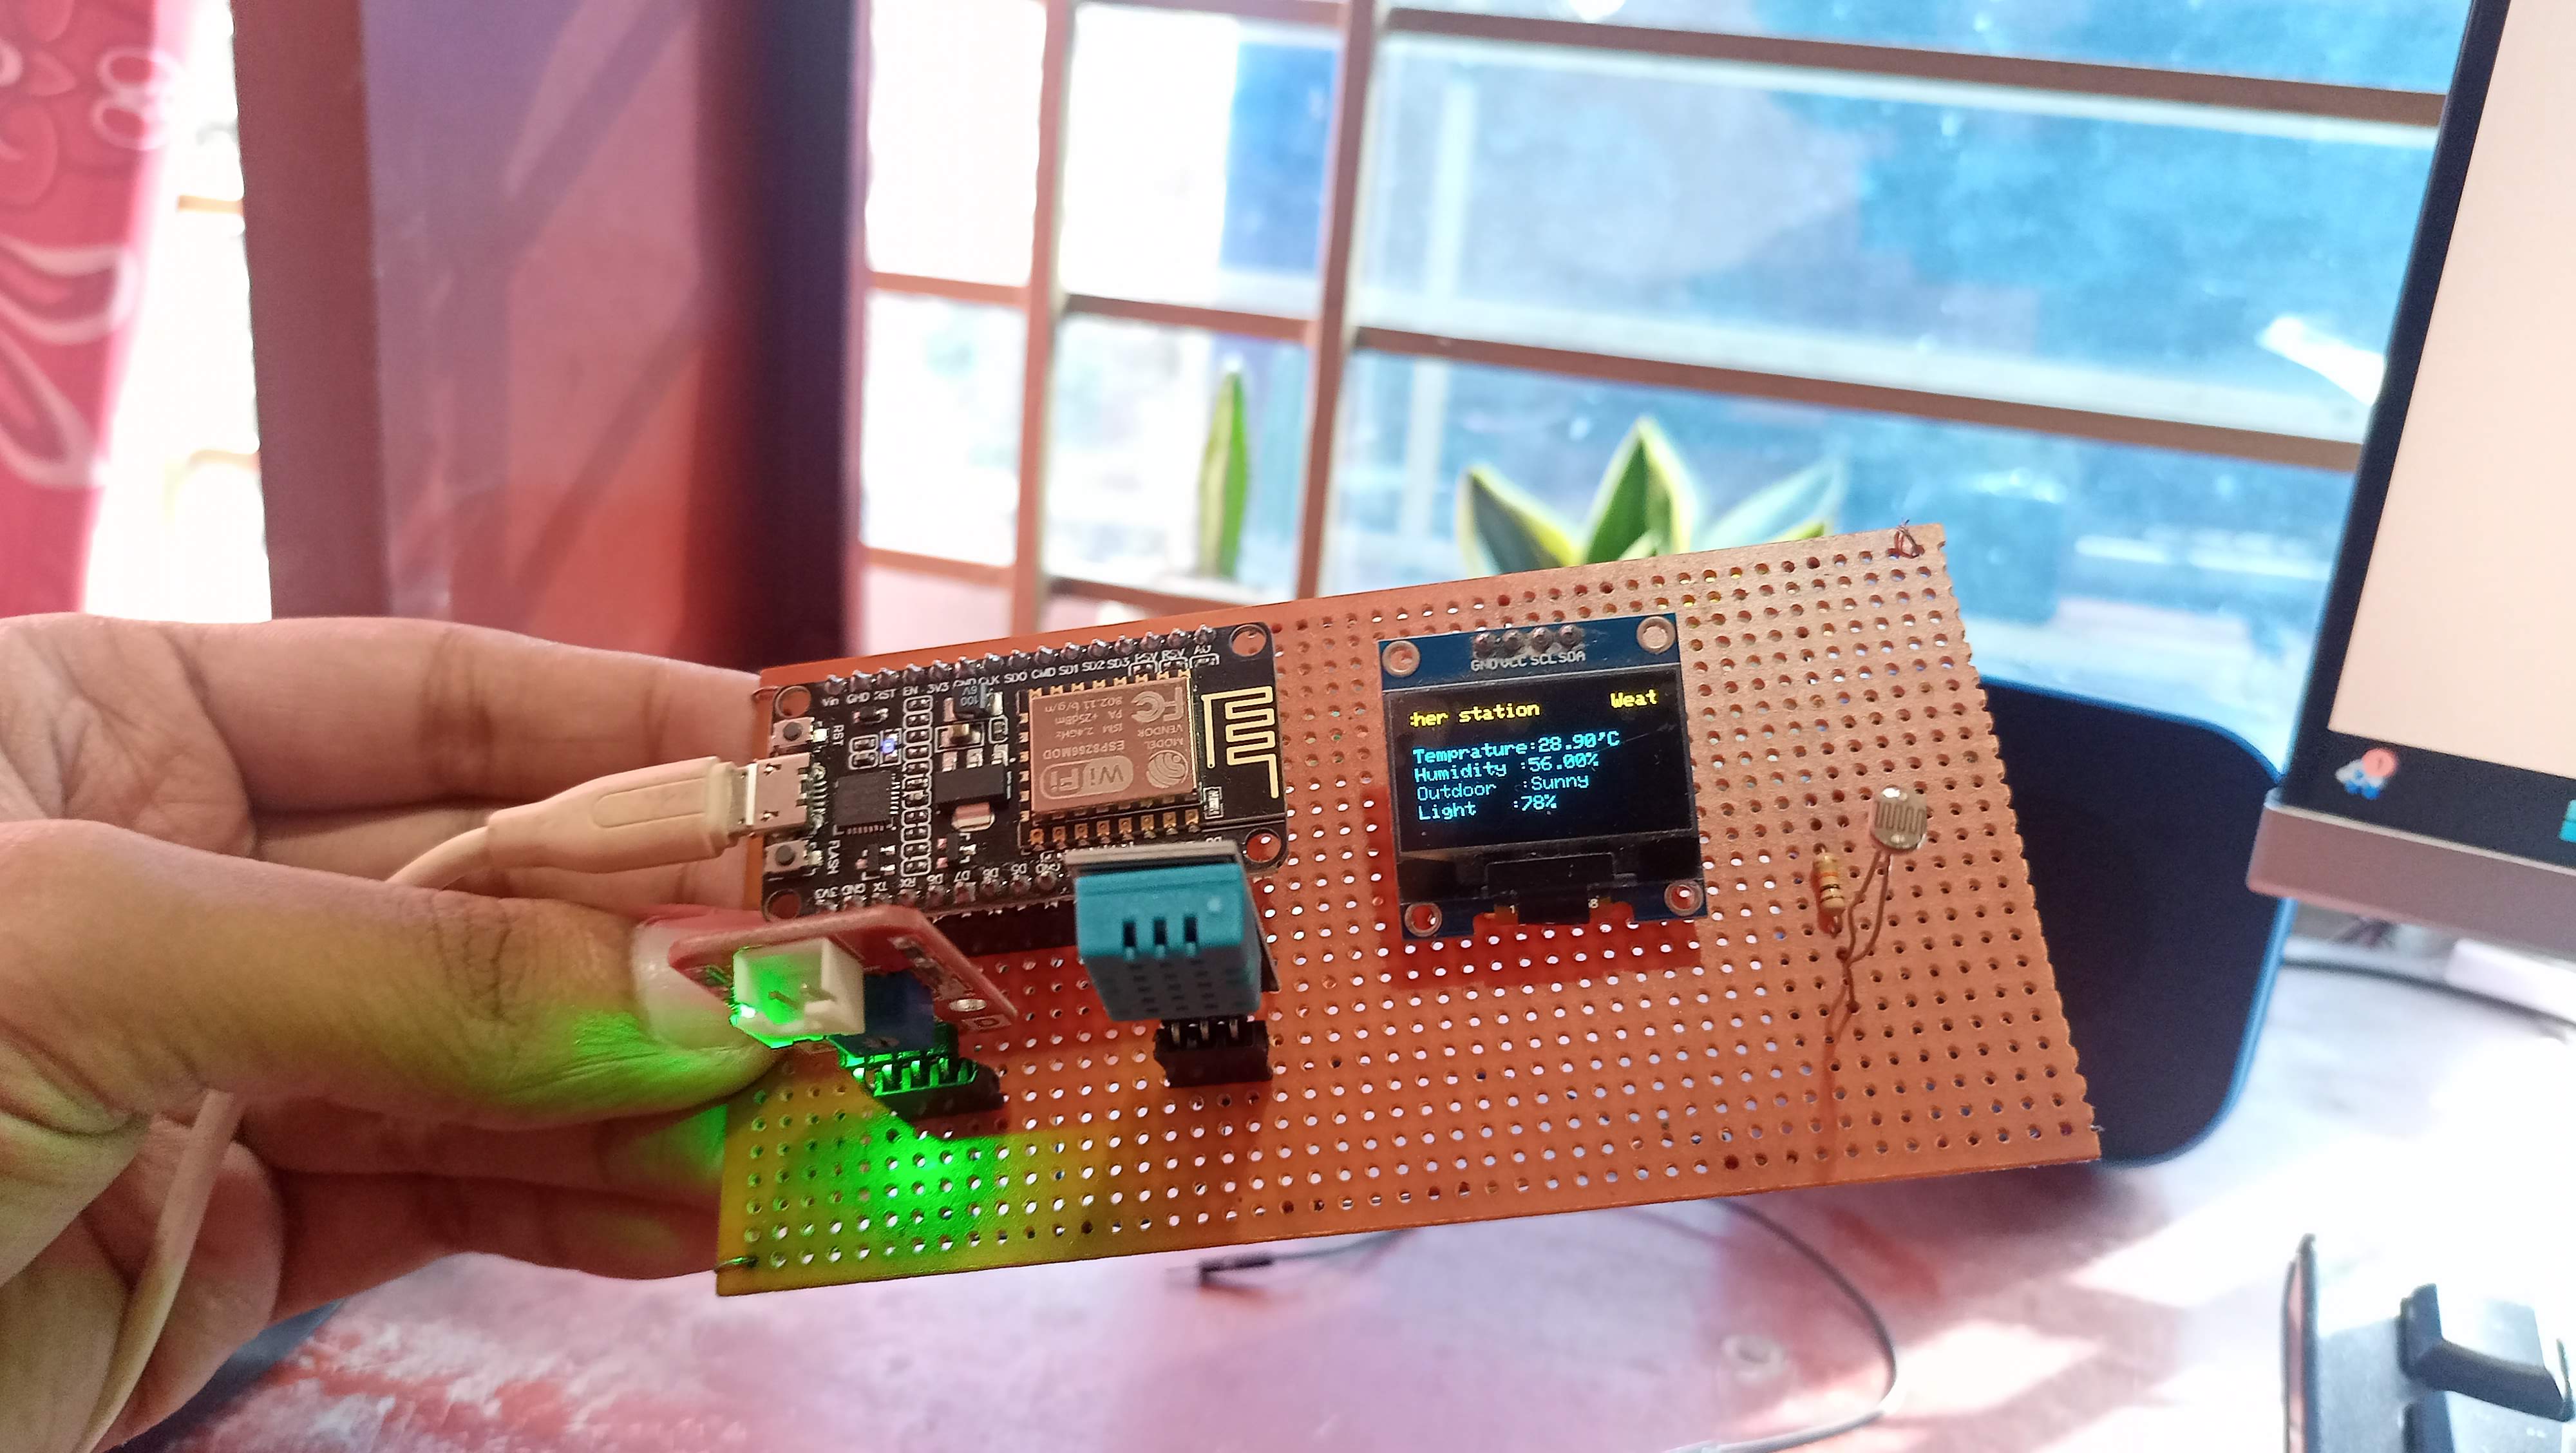 Vin GND RST EN 3V3 GND CLK SD0 CMD SD1 SD2 SD3 RSV RSV A0
RST
FLASH
MODEL
ESP8266MOD
VENDOR
ISM 2.4GHz
PA +25dBm
802.11 b/g/n
WiFi
FC
3V3 GND TX RX D8 D7 D6 D5
GND VCC SCL SDA
:her station Weat
Temprature:28.90'C
Humidity :56.00%
Outdoor :Sunny
Light :78%